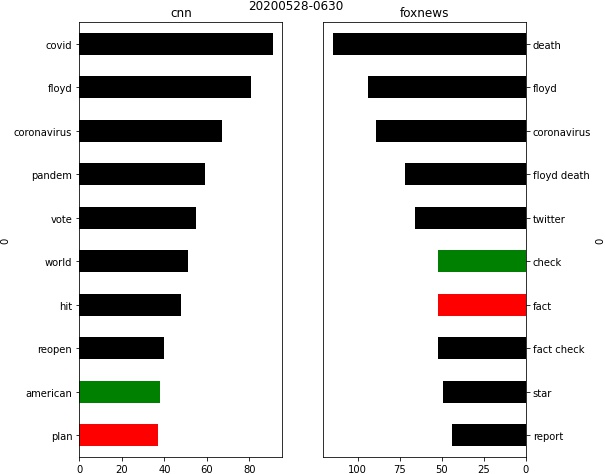 20200528-0630
cnn
foxnews
covid
floyd
coronavirus
pandem
vote
world
hit
reopen
american
plan
0
0 20 40 60 80
death
floyd
coronavirus
floyd death
twitter
check
fact
fact check
star
report
0
100 75 50 25 0